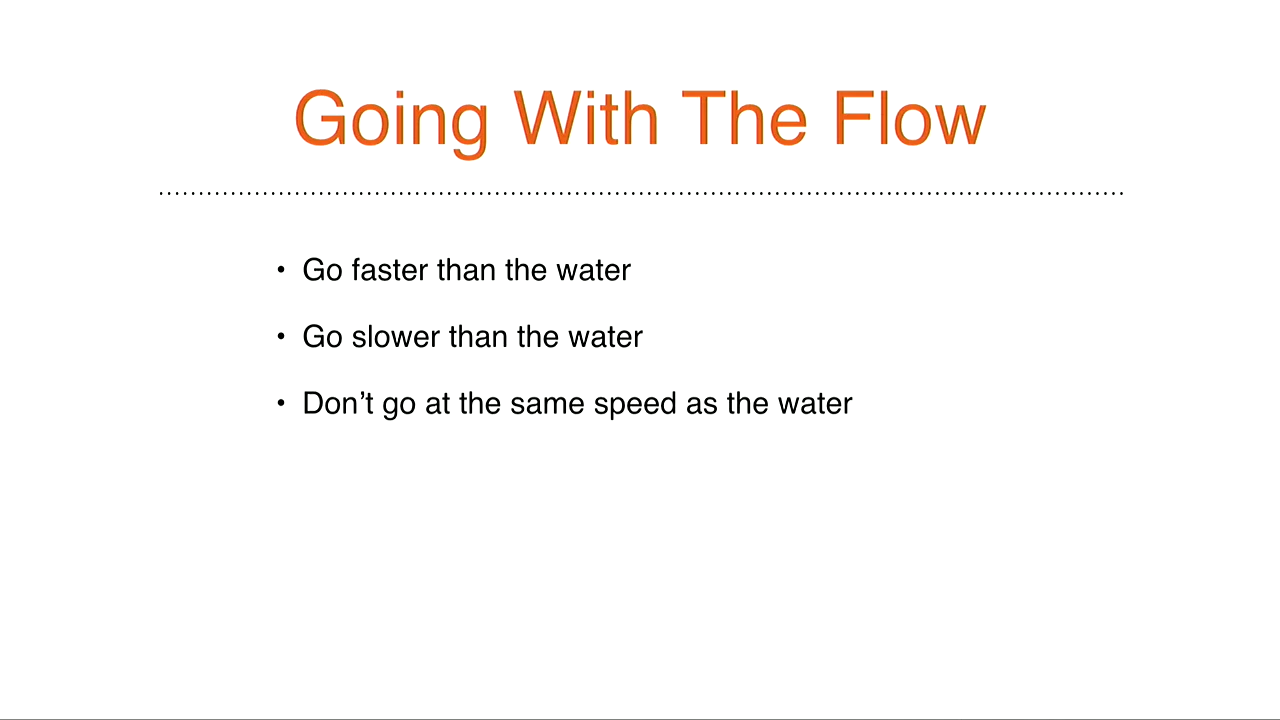 Going With The Flow
• Go faster than the water
• Go slower than the water
• Don’t go at the same speed as the water